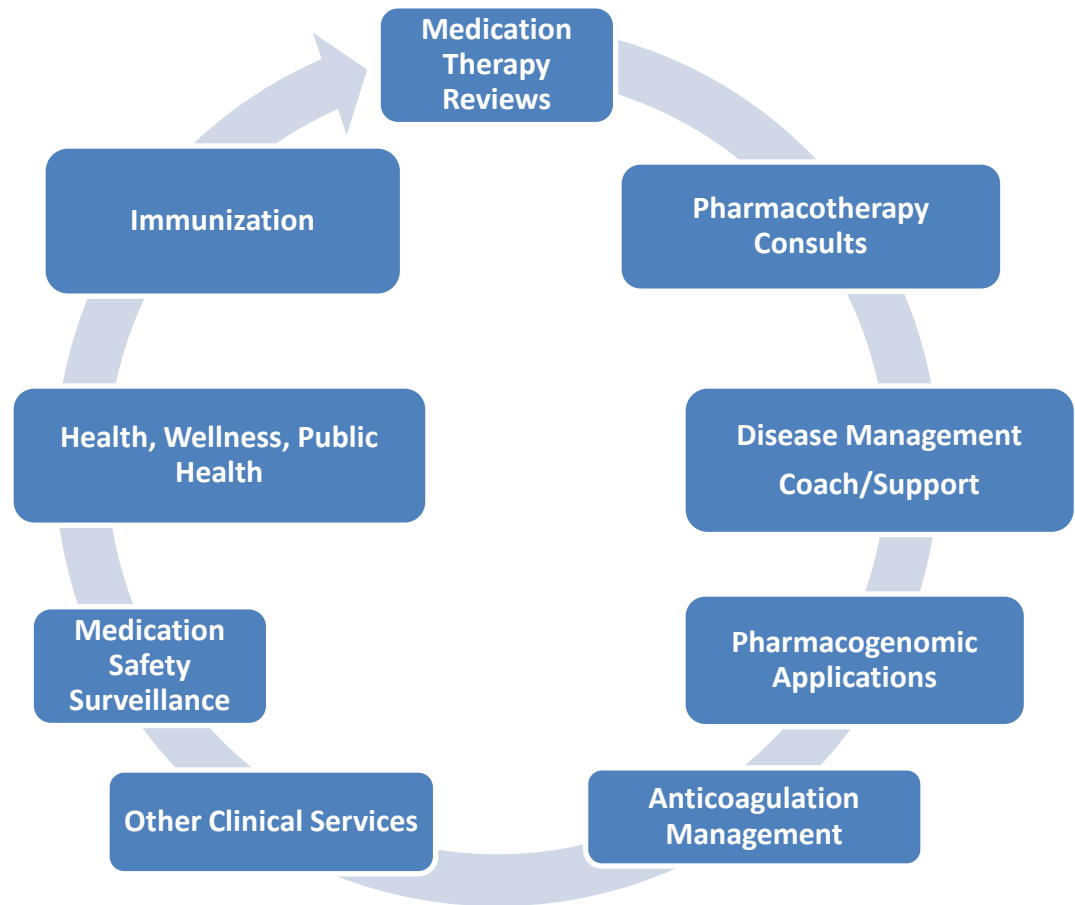 Medication
Therapy
Reviews
Pharmacotherapy
Consults
Disease Management
Coach/Support
Pharmacogenomic
Applications
Anticoagulation
Management
Other Clinical Services
Medication
Safety
Surveillance
Health, Wellness, Public
Health
Immunization